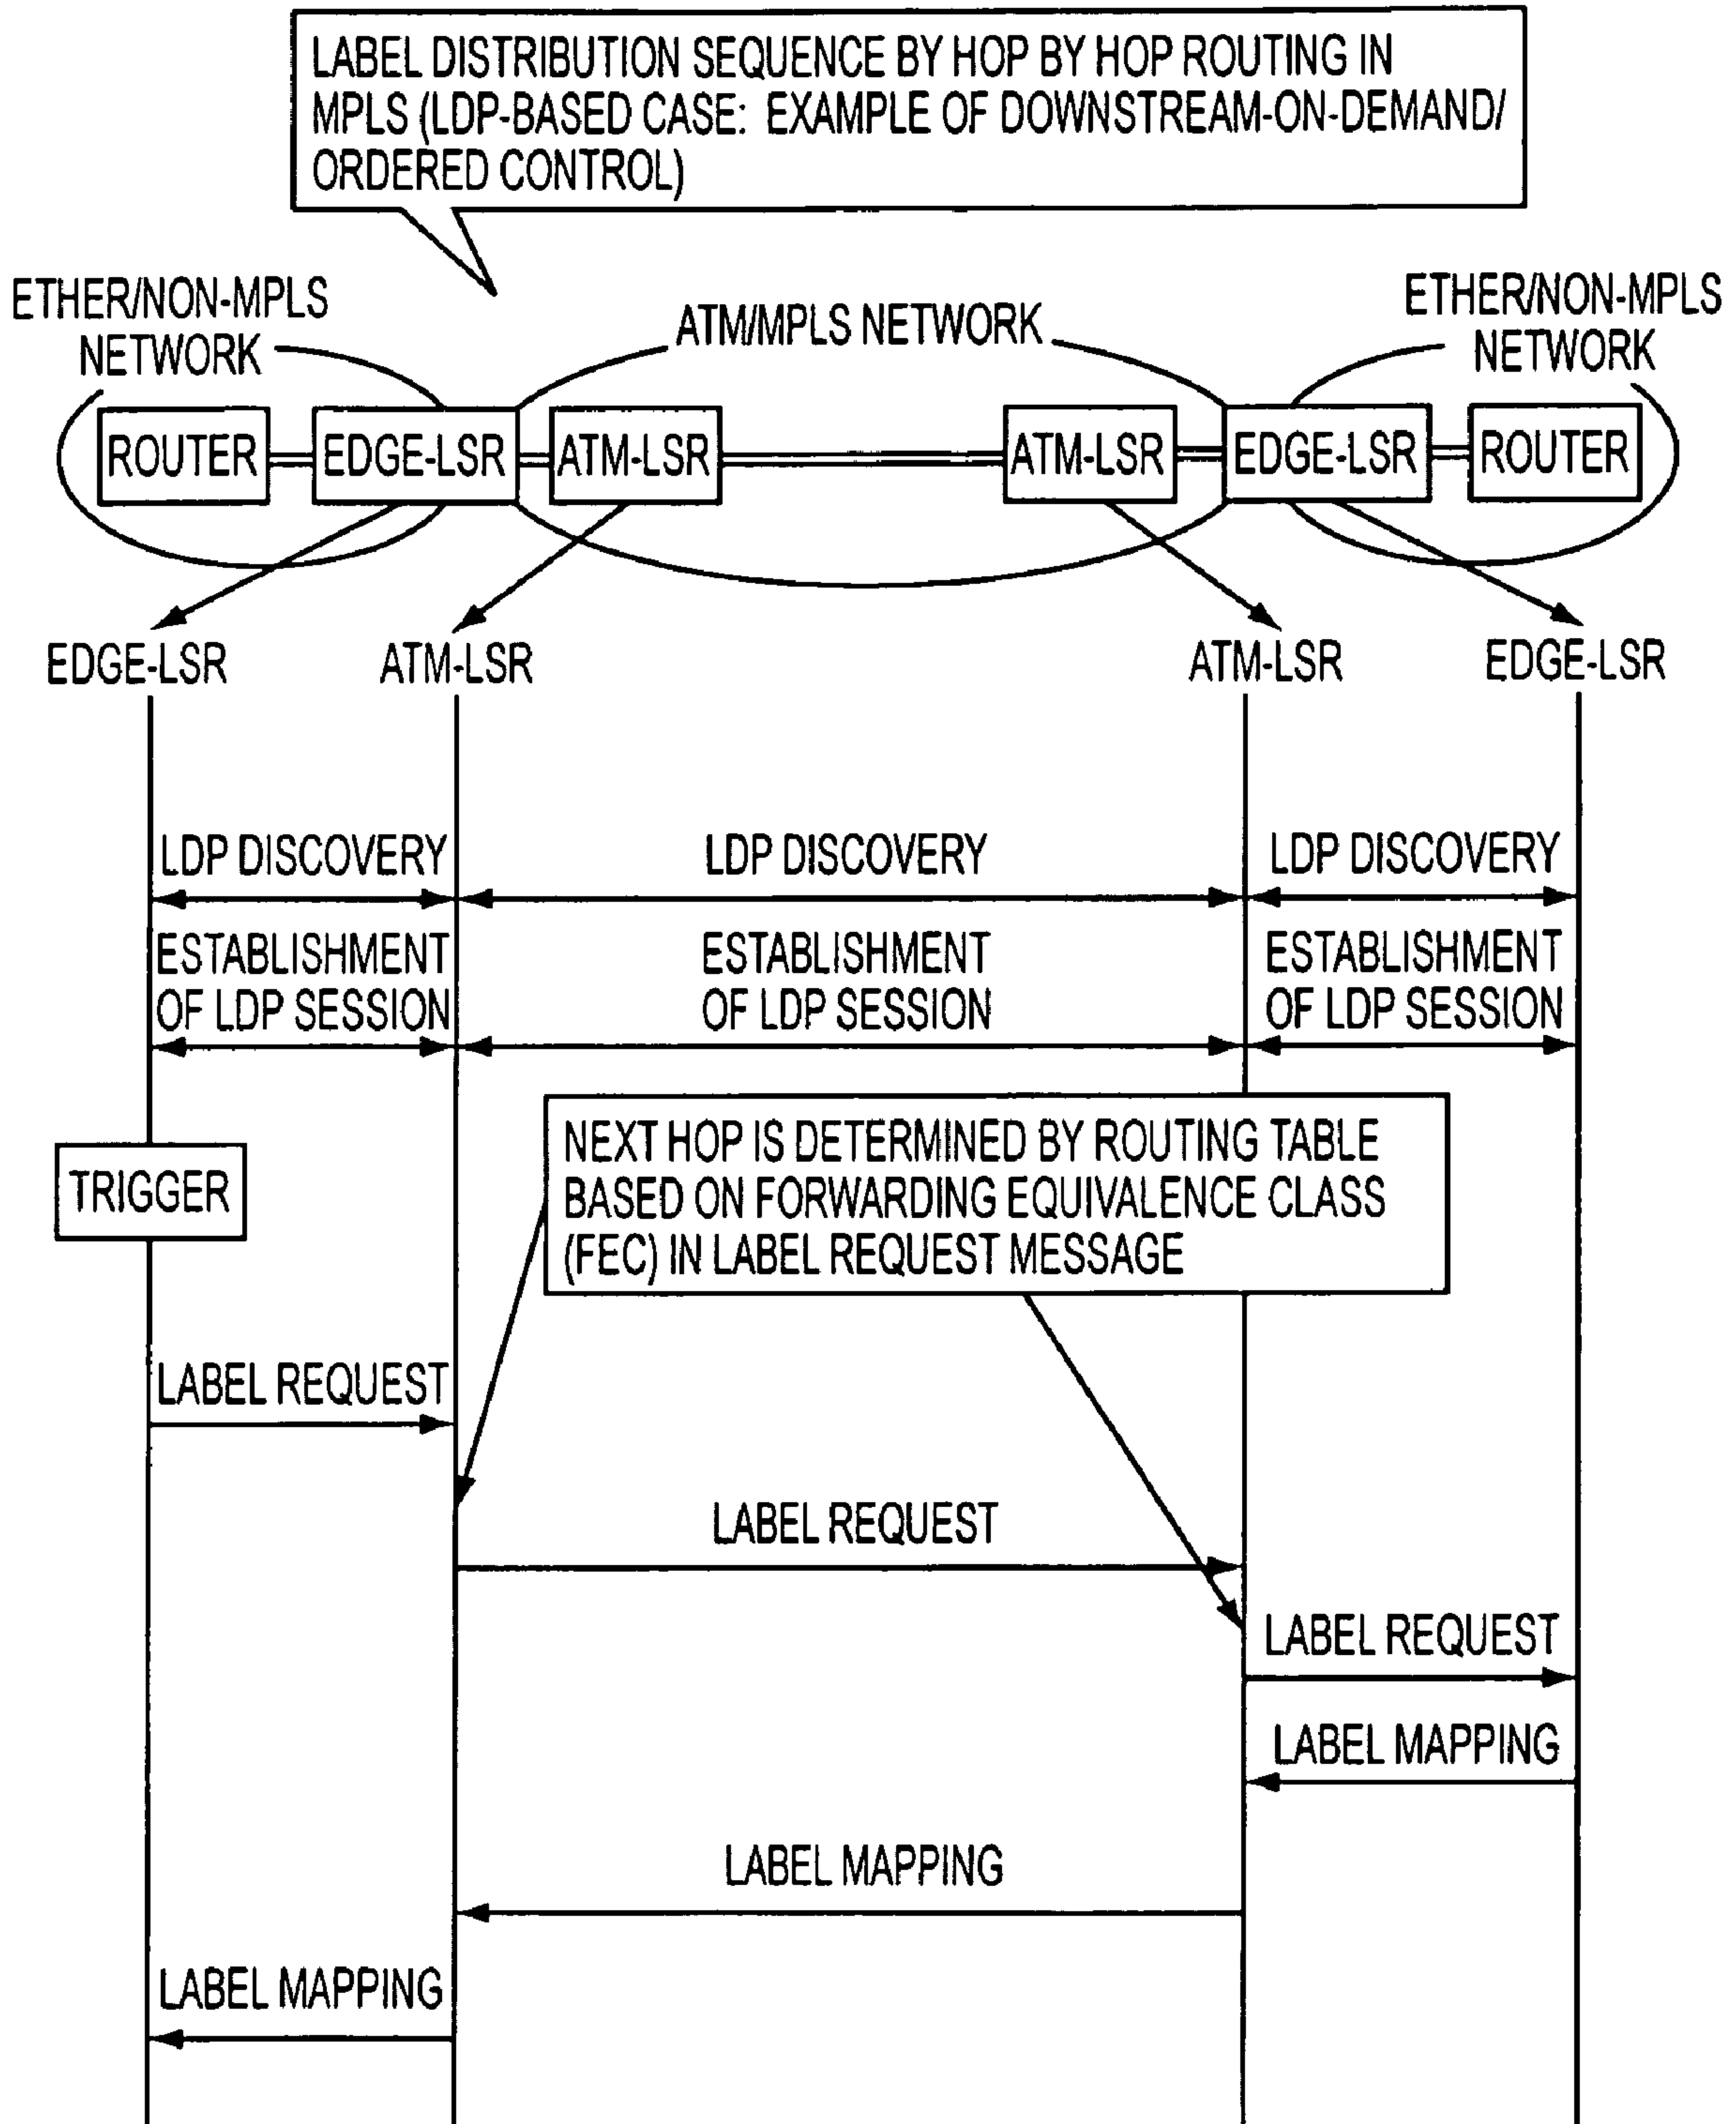 LABEL DISTRIBUTION SEQUENCE BY HOP BY HOP ROUTING IN
MPLS (LDP-BASED CASE: EXAMPLE OF DOWNSTREAM-ON-DEMAND/
ORDERED CONTROL)
ETHER/NON-MPLS
NETWORK
ATM/MPLS NETWORK
ETHER/NON-MPLS
NETWORK
ROUTER
EDGE-LSR
ATM-LSR
ATM-LSR
EDGE-LSR
ROUTER
EDGE-LSR
ATM-LSR
ATM-LSR
EDGE-LSR
LDP DISCOVERY
LDP DISCOVERY
LDP DISCOVERY
ESTABLISHMENT
OF LDP SESSION
ESTABLISHMENT
OF LDP SESSION
ESTABLISHMENT
OF LDP SESSION
TRIGGER
NEXT HOP IS DETERMINED BY ROUTING TABLE
BASED ON FORWARDING EQUIVALENCE CLASS
(FEC) IN LABEL REQUEST MESSAGE
LABEL REQUEST
LABEL REQUEST
LABEL REQUEST
LABEL MAPPING
LABEL MAPPING
LABEL MAPPING